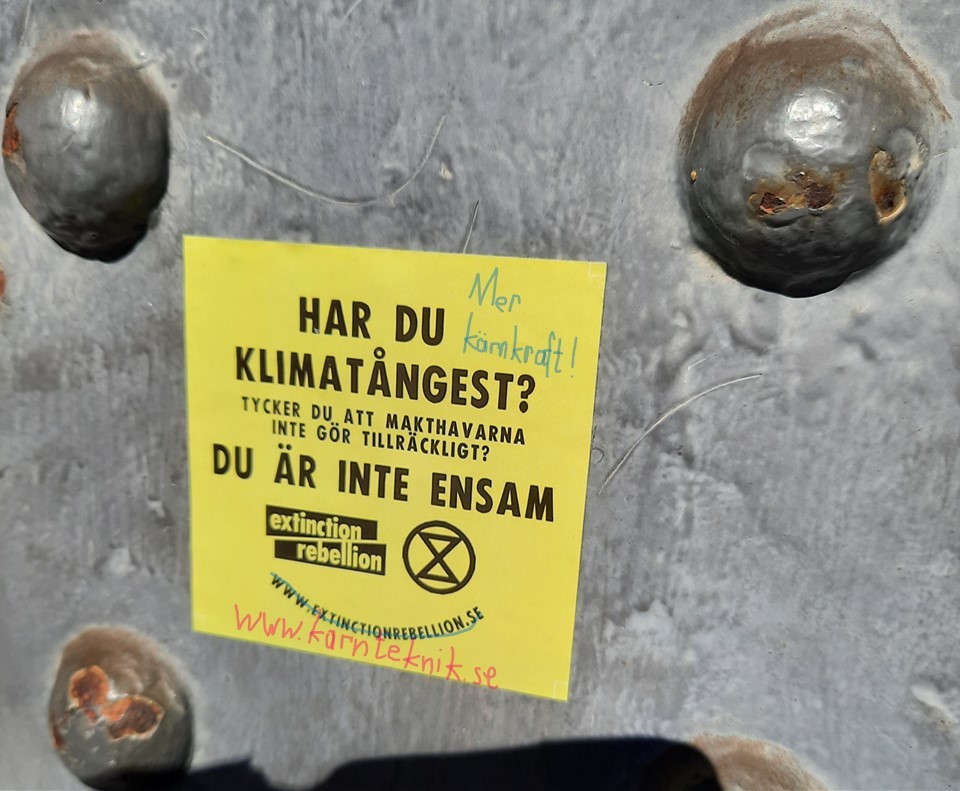 Mer
kärnkraft!
HAR DU
KLIMATÅNGEST?
TYCKER DU ATT MAKTHAVARNA
INTE GÖR TILLRÄCKLIGT?
DU ÄR INTE ENSAM
extinction
rebellion
WWW.EXTINCTIONREBELLION.SE
www.karnteknik.se